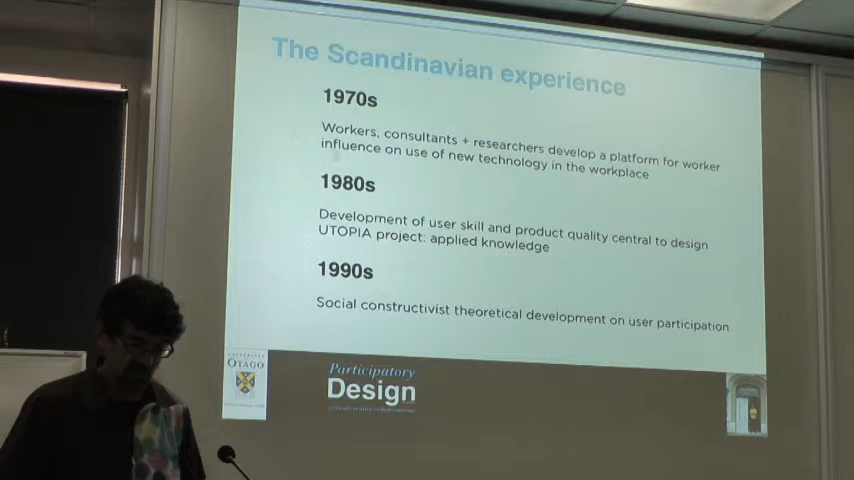 The Scandinavian experience
1970s
Workers, consultants + researchers develop a platform for worker
influence on use of new technology in the workplace
1980s
Development of user skill and product quality central to design
UTOPIA project: applied knowledge
1990s
Social constructivist theoretical development on user participation
UNIVERSITY
OTAGO
Participatory
Design